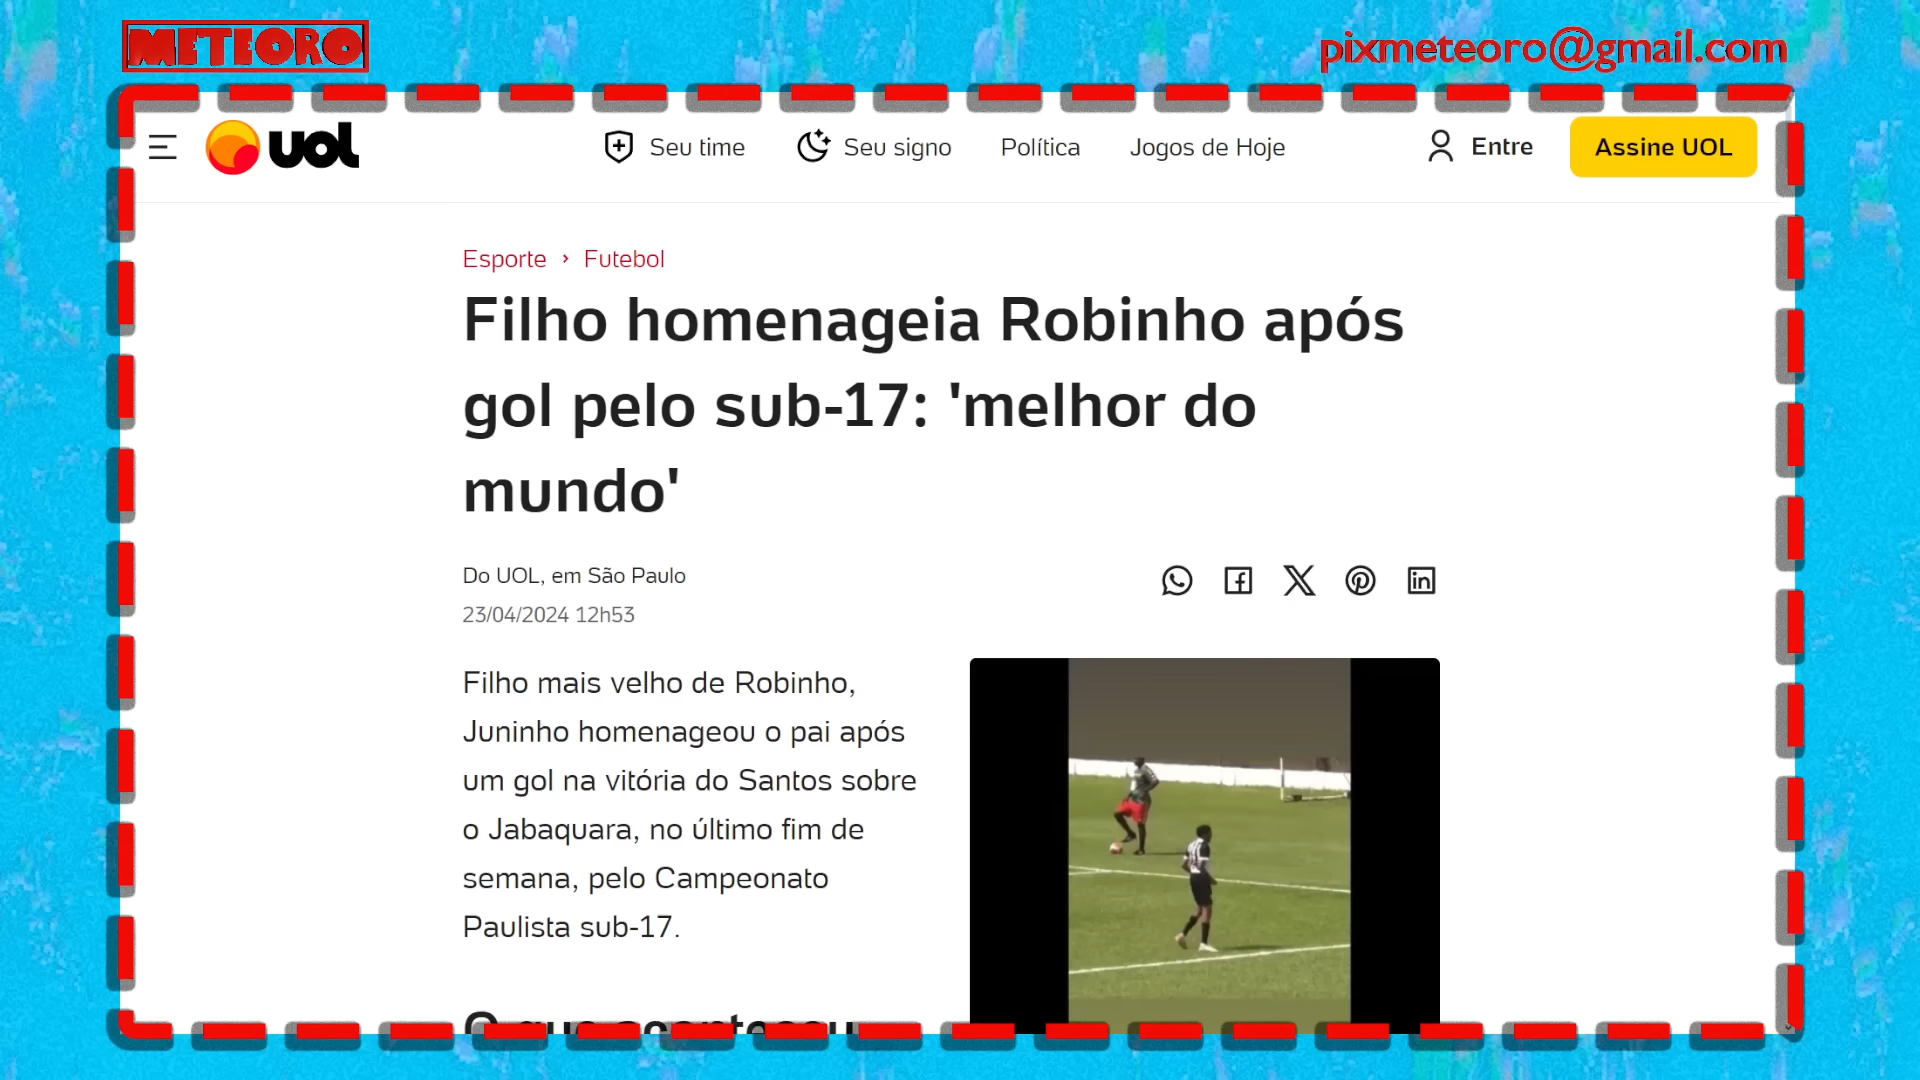 METEORO
pixmeteoro@gmail.com
uol
Seu time
Seu signo
Política
Jogos de Hoje
Entre
Assine UOL
Esporte › Futebol
Filho homenageia Robinho após
gol pelo sub-17: 'melhor do
mundo'
Do UOL, em São Paulo
23/04/2024 12h53
Filho mais velho de Robinho,
Juninho homenageou o pai após
um gol na vitória do Santos sobre
o Jabaquara, no último fim de
semana, pelo Campeonato
Paulista sub-17.
O que aconteceu